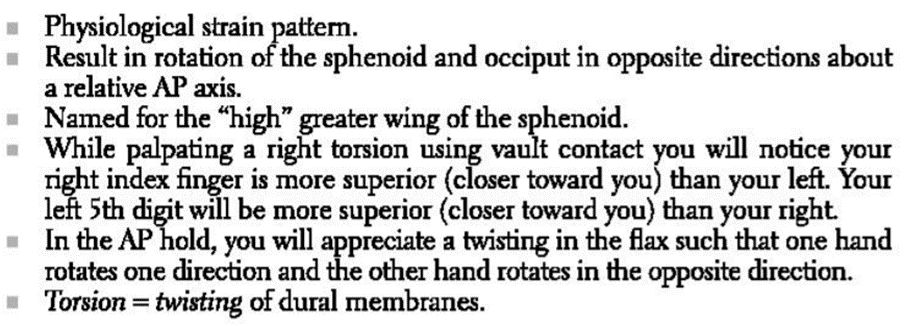 Physiological strain pattern.
Result in rotation of the sphenoid and occiput in opposite directions about
a relative AP axis.
Named for the “high” greater wing of the sphenoid.
While palpating a right torsion using vault contact you will notice your
right index finger is more superior (closer toward you) than your left. Your
left 5th digit will be more superior (closer toward you) than your right.
In the AP hold, you will appreciate a twisting in the flax such that one hand
rotates one direction and the other hand rotates in the opposite direction.
Torsion = twisting of dural membranes.